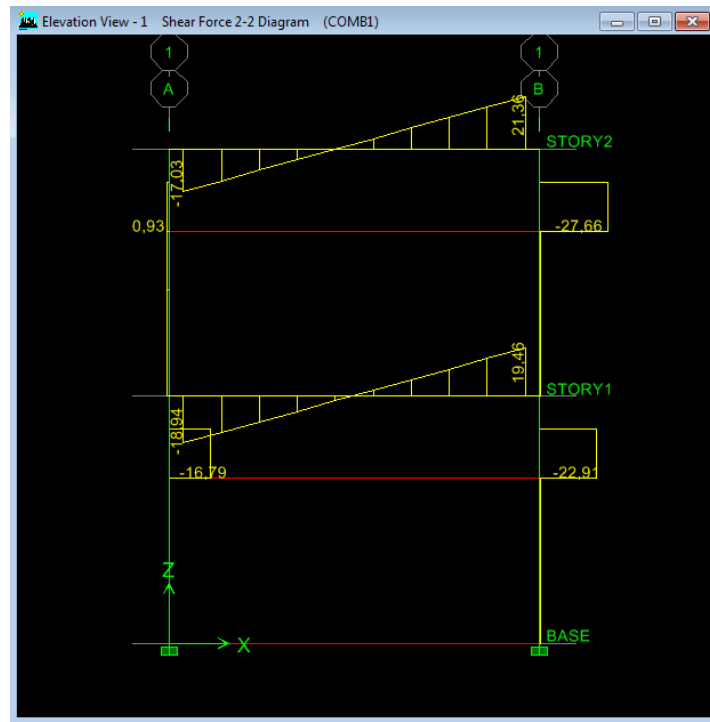 Elevation View - 1 Shear Force 2-2 Diagram (COMB1)
1
1
A
B
21,36
STORY2
-17,03
0,93
-27,66
19,46
STORY1
-18,94
-16,79
-22,91
Z
X
BASE